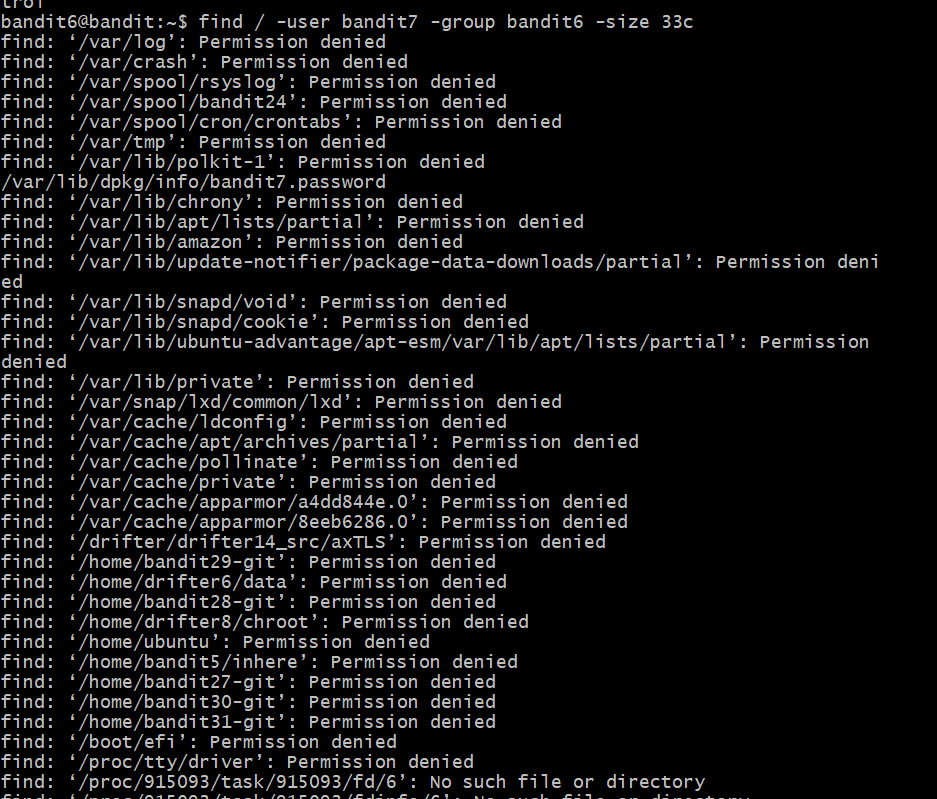 bandit6@bandit:~$ find / -user bandit7 -group bandit6 -size 33c
find: ‘/var/log’: Permission denied
find: ‘/var/crash’: Permission denied
find: ‘/var/spool/rsyslog’: Permission denied
find: ‘/var/spool/bandit24’: Permission denied
find: ‘/var/spool/cron/crontabs’: Permission denied
find: ‘/var/tmp’: Permission denied
find: ‘/var/lib/polkit-1’: Permission denied
/var/lib/dpkg/info/bandit7.password
find: ‘/var/lib/chrony’: Permission denied
find: ‘/var/lib/apt/lists/partial’: Permission denied
find: ‘/var/lib/amazon’: Permission denied
find: ‘/var/lib/update-notifier/package-data-downloads/partial’: Permission deni
ed
find: ‘/var/lib/snapd/void’: Permission denied
find: ‘/var/lib/snapd/cookie’: Permission denied
find: ‘/var/lib/ubuntu-advantage/apt-esm/var/lib/apt/lists/partial’: Permission
denied
find: ‘/var/lib/private’: Permission denied
find: ‘/var/snap/lxd/common/lxd’: Permission denied
find: ‘/var/cache/ldconfig’: Permission denied
find: ‘/var/cache/apt/archives/partial’: Permission denied
find: ‘/var/cache/pollinate’: Permission denied
find: ‘/var/cache/private’: Permission denied
find: ‘/var/cache/apparmor/a4dd844e.0’: Permission denied
find: ‘/var/cache/apparmor/8eeb6286.0’: Permission denied
find: ‘/drifter/drifter14_src/axTLS’: Permission denied
find: ‘/home/bandit29-git’: Permission denied
find: ‘/home/drifter6/data’: Permission denied
find: ‘/home/bandit28-git’: Permission denied
find: ‘/home/drifter8/chroot’: Permission denied
find: ‘/home/ubuntu’: Permission denied
find: ‘/home/bandit5/inhere’: Permission denied
find: ‘/home/bandit27-git’: Permission denied
find: ‘/home/bandit30-git’: Permission denied
find: ‘/home/bandit31-git’: Permission denied
find: ‘/boot/efi’: Permission denied
find: ‘/proc/tty/driver’: Permission denied
find: ‘/proc/915093/task/915093/fd/6’: No such file or directory